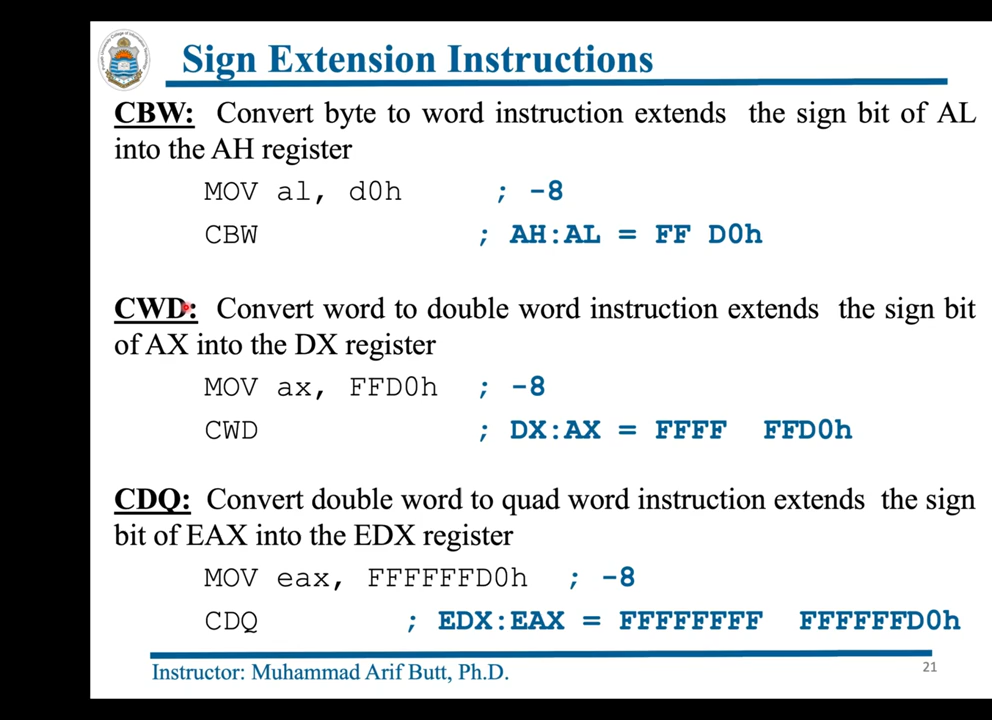 Sign Extension Instructions
CBW: Convert byte to word instruction extends the sign bit of AL
into the AH register
MOV al, d0h ; -8
CBW ; AH:AL = FF D0h
CWD: Convert word to double word instruction extends the sign bit
of AX into the DX register
MOV ax, FFD0h ; -8
CWD ; DX:AX = FFFF FFD0h
CDQ: Convert double word to quad word instruction extends the sign
bit of EAX into the EDX register
MOV eax, FFFFFFD0h ; -8
CDQ ; EDX:EAX = FFFFFFFF FFFFFFD0h
Instructor: Muhammad Arif Butt, Ph.D.
21